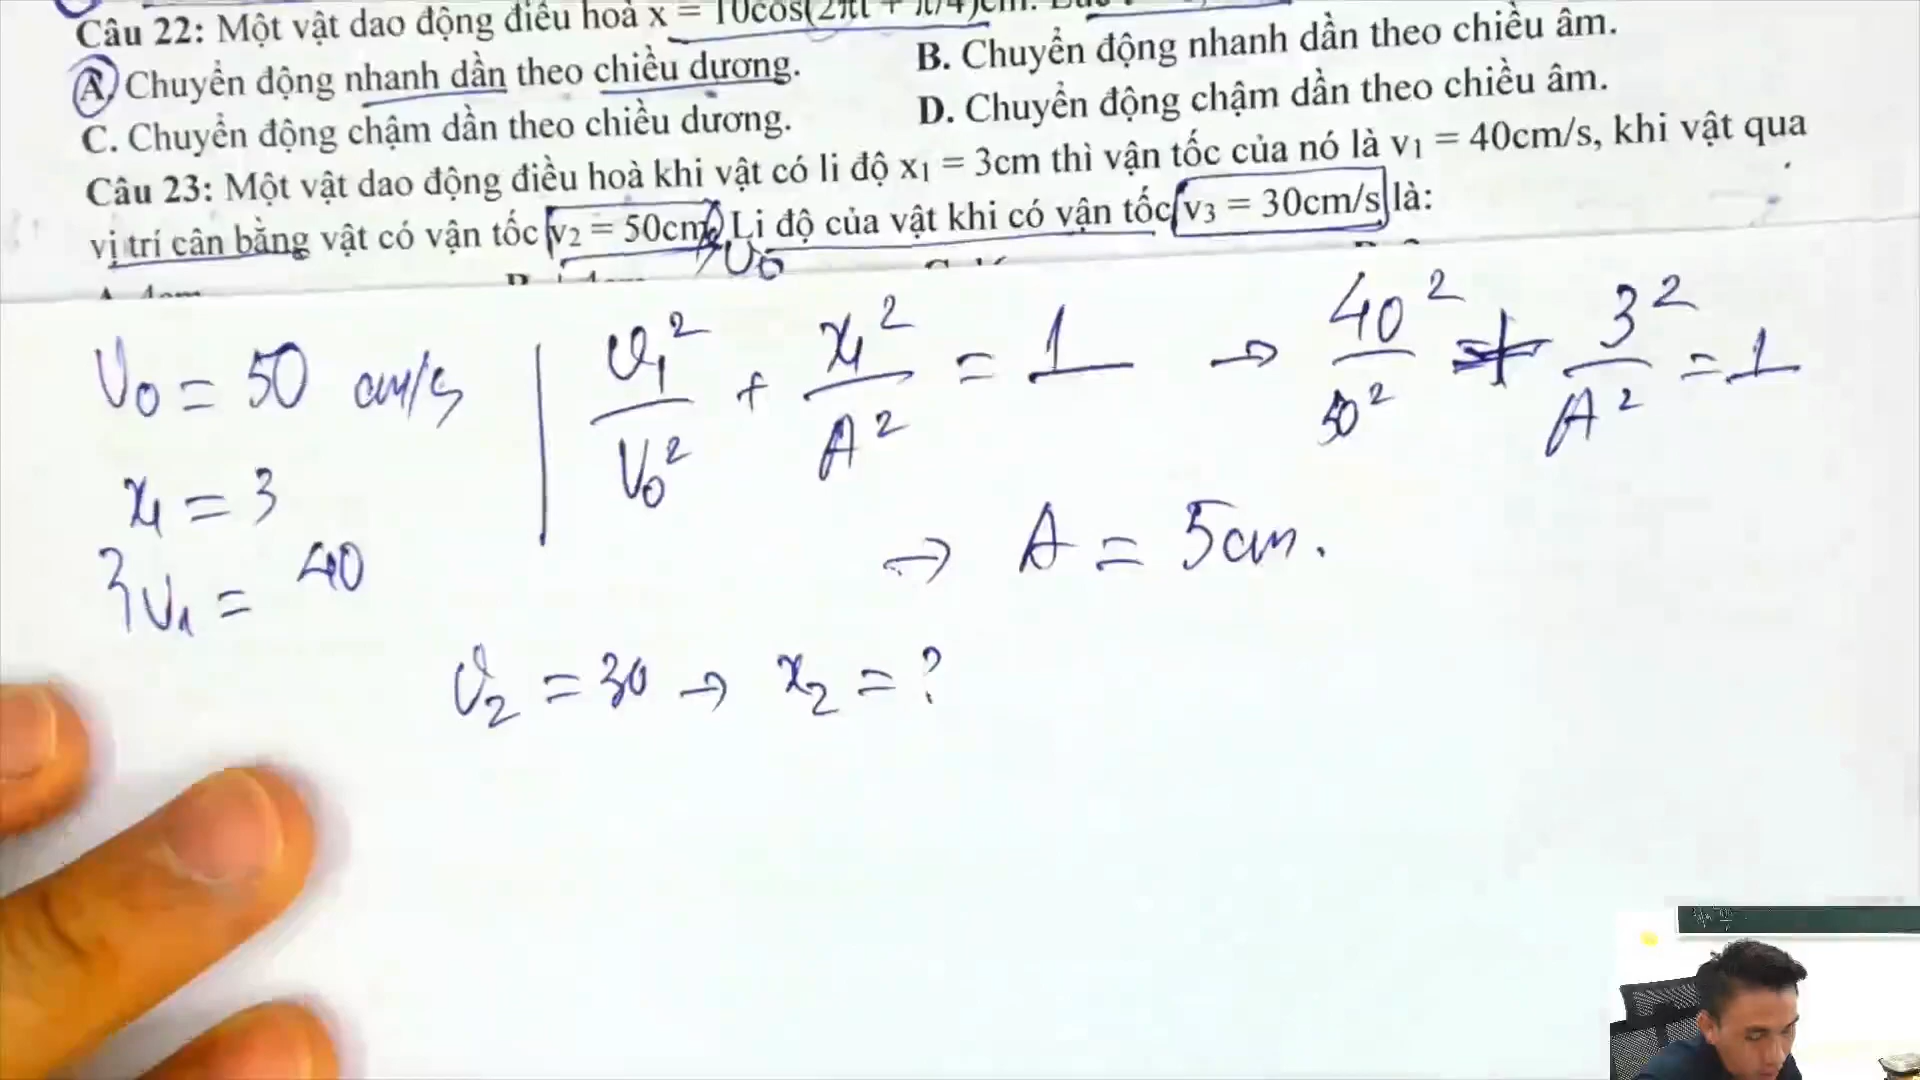 Câu 22: Một vật dao động điều hoà x = 10cos(2πt + π/4)cm.
A. Chuyển động nhanh dần theo chiều dương.
B. Chuyển động nhanh dần theo chiều âm.
C. Chuyển động chậm dần theo chiều dương.
D. Chuyển động chậm dần theo chiều âm.
Câu 23: Một vật dao động điều hoà khi vật có li độ x₁ = 3cm thì vận tốc của nó là v₁ = 40cm/s, khi vật qua
vị trí cân bằng vật có vận tốc v₂ = 50cm. Li độ của vật khi có vận tốc v₃ = 30cm/s là:
v₀
v₀ = 50 cm/s
v₁²/v₀² + x₁²/A² = 1 → 40²/50² + 3²/A² = 1
x₁ = 3
→ A = 5cm.
v₁ = 40
v₂ = 30 → x₂ = ?